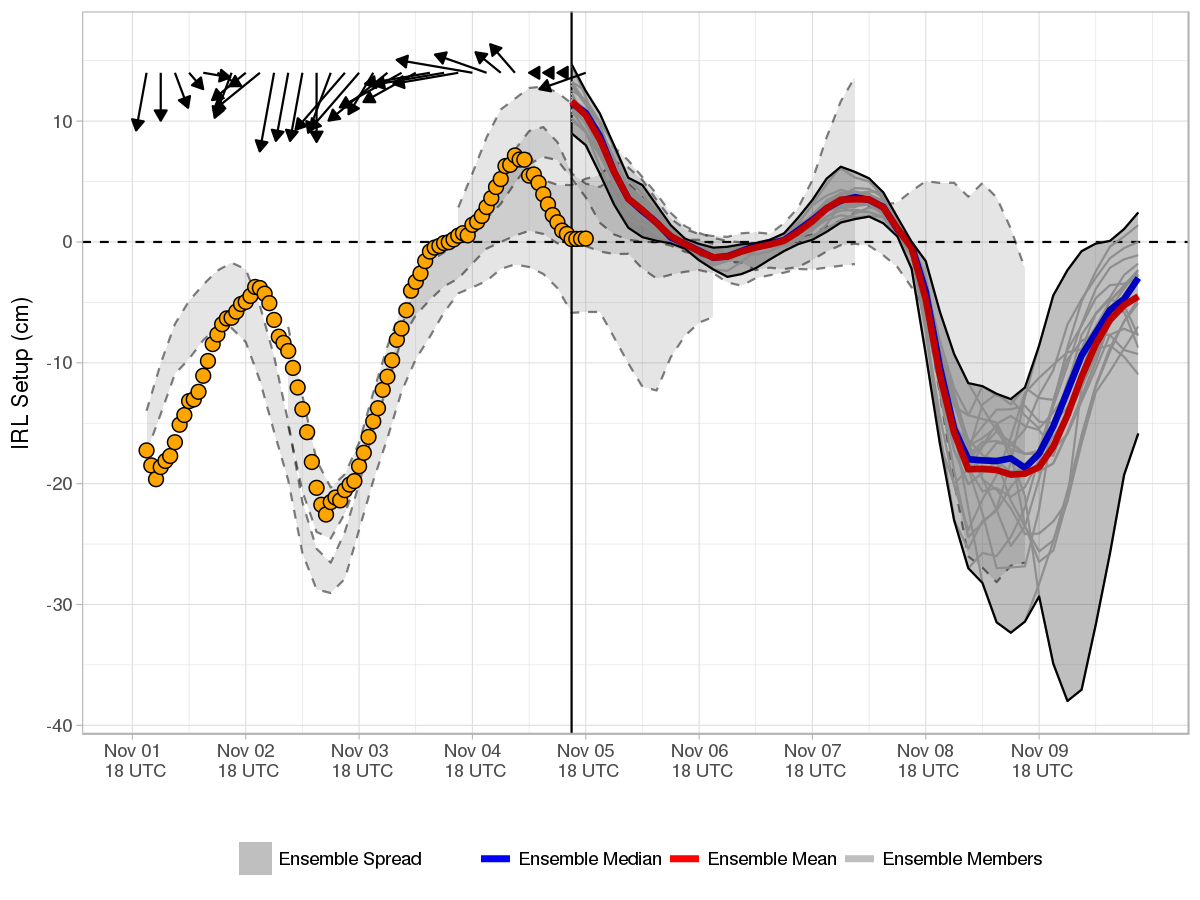 IRL Setup (cm)
10
0
-10
-20
-30
-40
Nov 01 Nov 02 Nov 03 Nov 04 Nov 05 Nov 06 Nov 07 Nov 08 Nov 09
18 UTC 18 UTC 18 UTC 18 UTC 18 UTC 18 UTC 18 UTC 18 UTC 18 UTC
Ensemble Spread Ensemble Median Ensemble Mean Ensemble Members